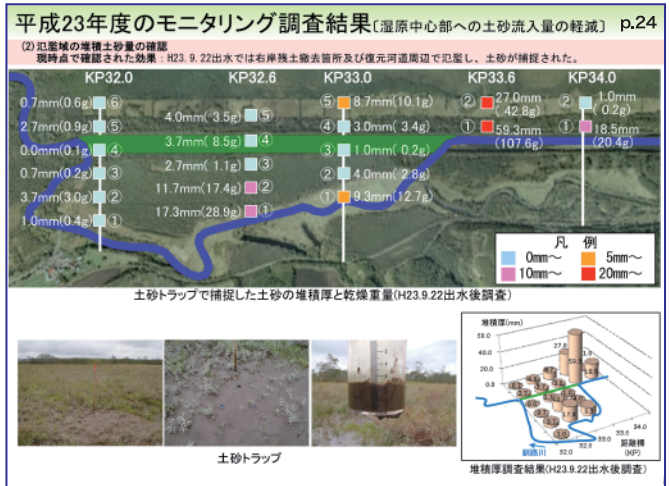 平成23年度のモニタリング調査結果〔湿原中心部への土砂流入量の軽減〕 p.24
(2) 氾濫域の堆積土砂量の確認
現時点で確認された効果：H23. 9.22出水では右岸残土撤去箇所及び復元河道周辺で氾濫し、土砂が捕捉された。
KP32.0 KP32.6 KP33.0 KP33.6 KP34.0
0.7mm(0.6g) ⑥
2.7mm(0.9g) ⑤
0.0mm(0.1g) ④
0.7mm(0.2g) ③
3.7mm(3.0g) ②
1.0mm(0.4g) ①
4.0mm( 3.5g) ⑤
3.7mm( 8.5g) ④
2.7mm( 1.1g) ③
11.7mm(17.4g) ②
17.3mm(28.9g) ①
⑤ 8.7mm(10.1g)
④ 3.0mm( 3.4g)
③ 1.0mm( 0.2g)
② 4.0mm( 2.8g)
① 9.3mm(12.7g)
② 27.0mm
( 42.8g)
① 59.3mm
(107.6g)
② 1.0mm
( 0.2g)
① 18.5mm
(20.4g)
凡 例
0mm～ 5mm～
10mm～ 20mm～
土砂トラップで捕捉した土砂の堆積厚と乾燥重量(H23.9.22出水後調査)
土砂トラップ
堆積厚(mm)
60.0
40.0
20.0
0.0
釧路川
32.0
32.6
33.0
33.6
34.0
距離標
(KP)
堆積厚調査結果(H23.9.22出水後調査)